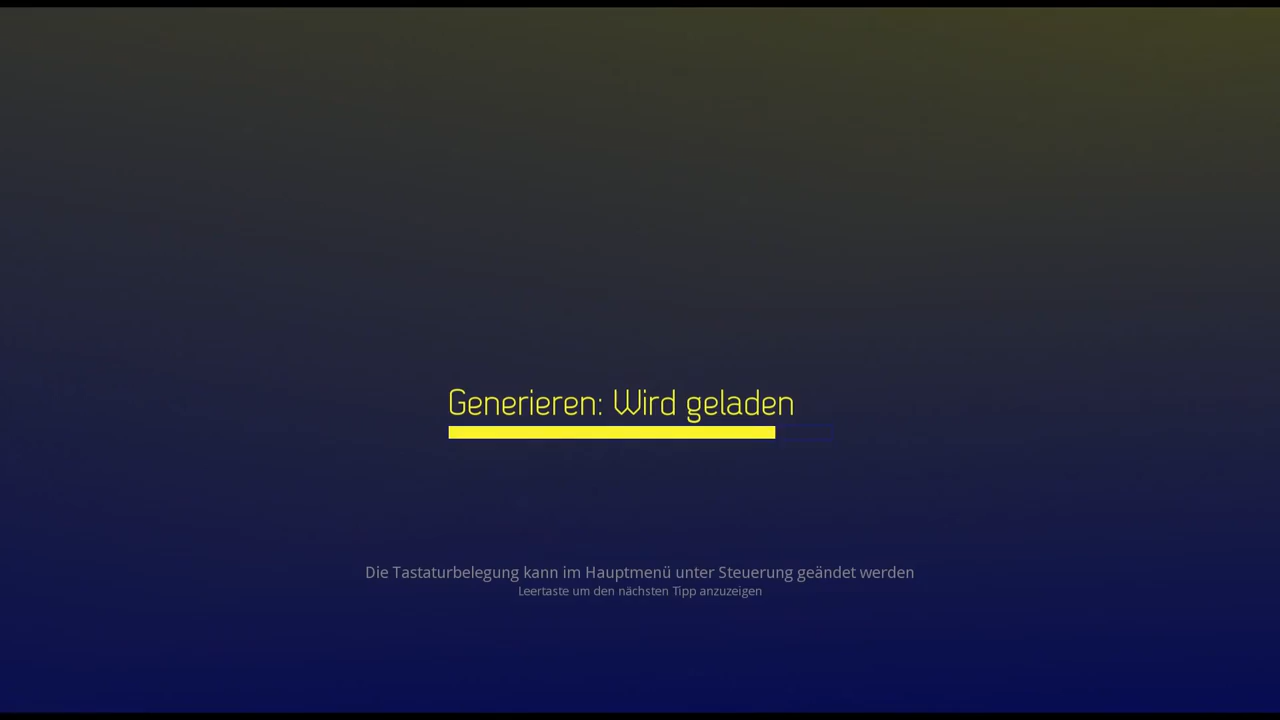 Generieren: Wird geladen
Die Tastaturbelegung kann im Hauptmenü unter Steuerung geändet werden
Leertaste um den nächsten Tipp anzuzeigen